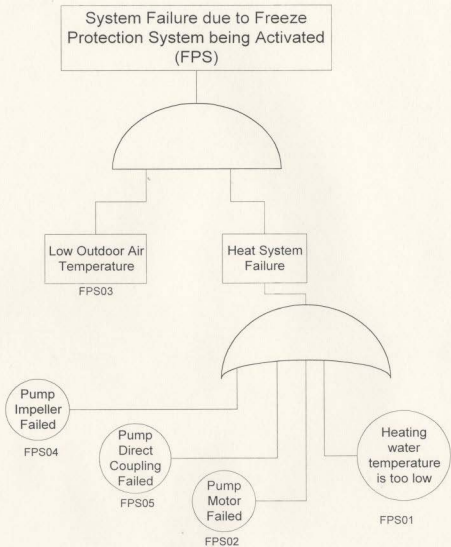 System Failure due to Freeze
Protection System being Activated
(FPS)
Low Outdoor Air
Temperature
FPS03
Heat System
Failure
Pump
Impeller
Failed
FPS04
Pump
Direct
Coupling
Failed
FPS05
Pump
Motor
Failed
FPS02
Heating
water
temperature
is too low
FPS01